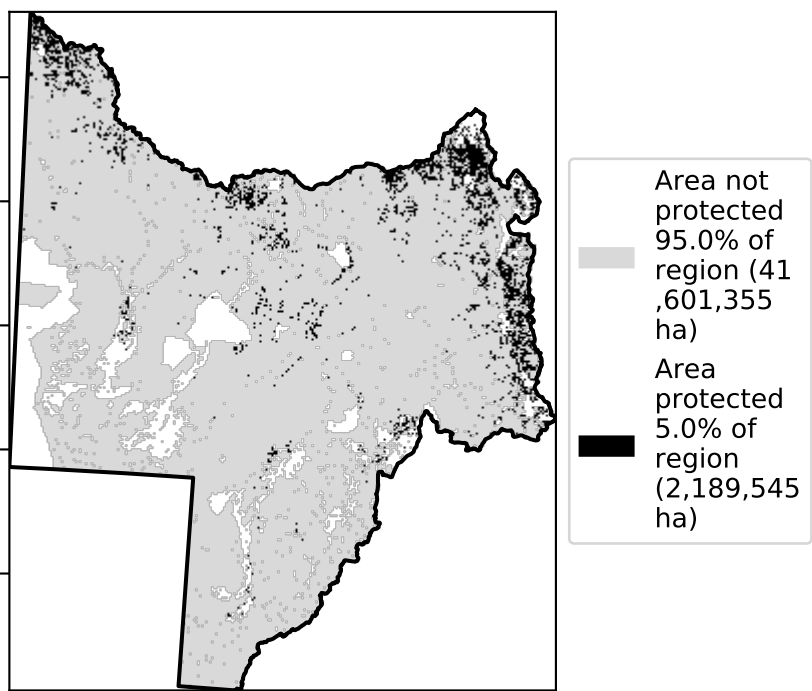 Area not
protected
95.0% of
region (41
,601,355
ha)
Area
protected
5.0% of
region
(2,189,545
ha)